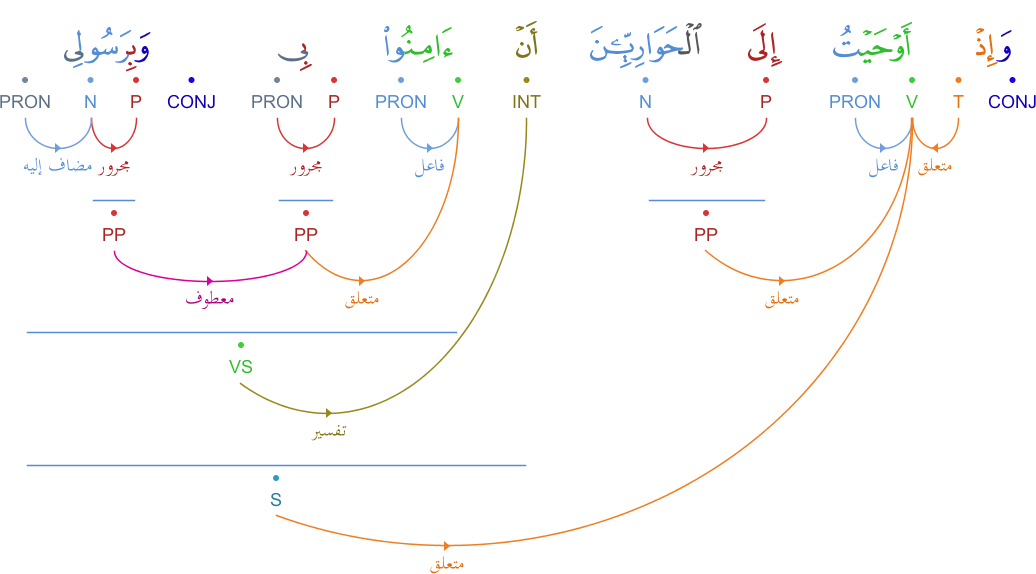 وَإِذْ أَوْحَيْتُ إِلَى ٱلْحَوَارِيِّـۧنَ أَنْ ءَامِنُوا۟ بِى وَبِرَسُولِى
CONJ T V PRON P N INT V PRON P PRON CONJ P N PRON
متعلق فاعل مجرور فاعل مجرور مجرور مضاف إليه
PP PP PP
متعلق متعلق معطوف
VS
تفسير
S
متعلق